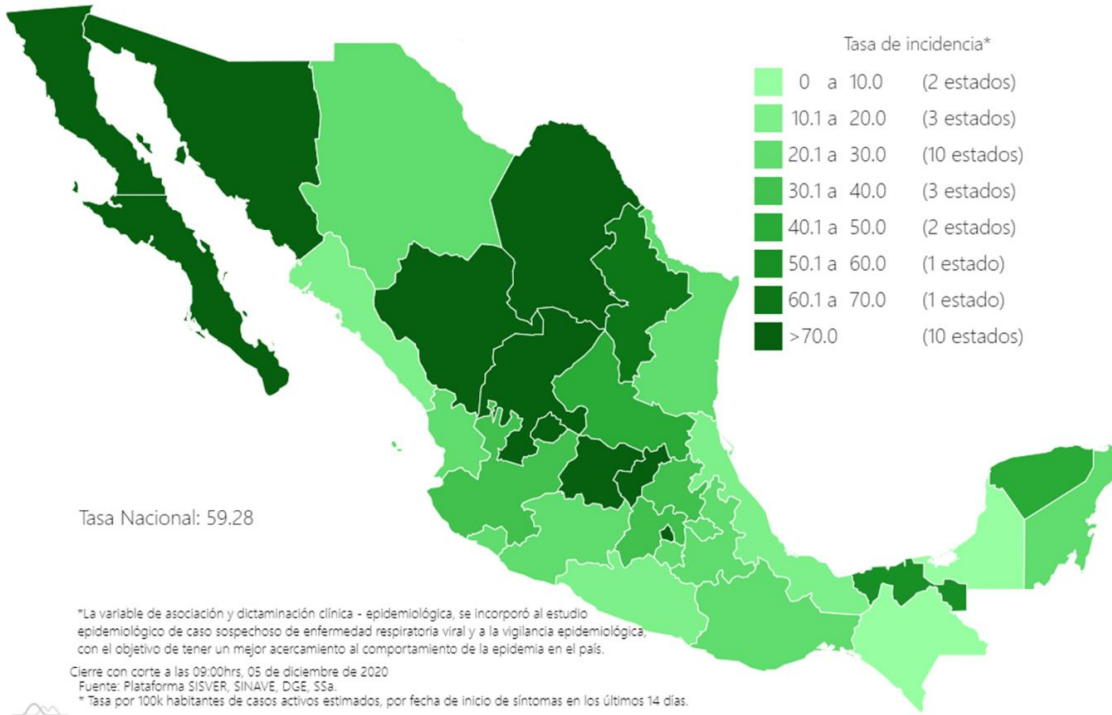 Tasa de incidencia*
0 a 10.0 (2 estados)
10.1 a 20.0 (3 estados)
20.1 a 30.0 (10 estados)
30.1 a 40.0 (3 estados)
40.1 a 50.0 (2 estados)
50.1 a 60.0 (1 estado)
60.1 a 70.0 (1 estado)
>70.0 (10 estados)
Tasa Nacional: 59.28
*La variable de asociación y dictaminación clínica - epidemiológica, se incorporó al estudio
epidemiológico de caso sospechoso de enfermedad respiratoria viral y a la vigilancia epidemiológica,
con el objetivo de tener un mejor acercamiento al comportamiento de la epidemia en el país.
Cierre con corte a las 09:00hrs, 05 de diciembre de 2020
Fuente: Plataforma SISVER, SINAVE, DGE, SSa.
* Tasa por 100k habitantes de casos activos estimados, por fecha de inicio de síntomas en los últimos 14 días.